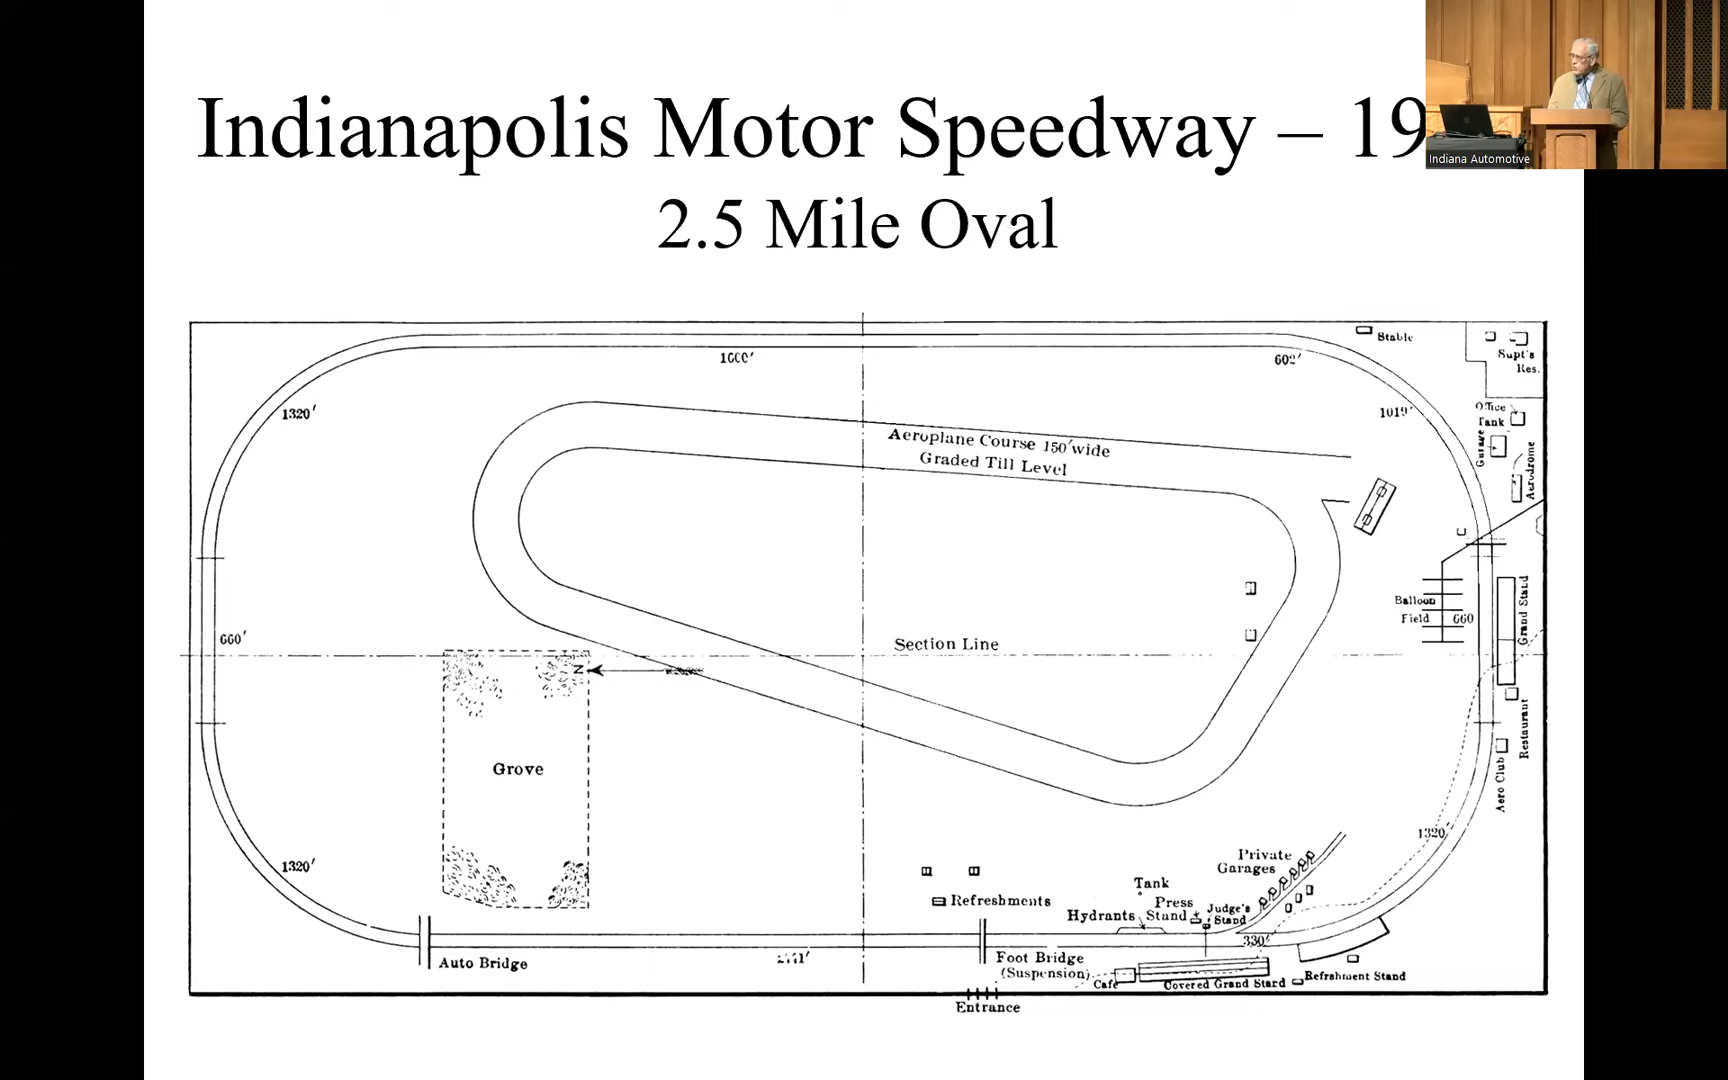 Indianapolis Motor Speedway – 19
2.5 Mile Oval
Indiana Automotive
Stable
Supt's
Res.
602'
1320'
1019'
Office
Tank
Garage
Aerodrome
Aeroplane Course 150' wide
Graded Till Level
Balloon
Field
660
Grand Stand
660'
Section Line
N
Restaurant
Grove
Aero Club
1320'
1320'
Private
Garages
Tank
Press
Stand
Judge's
Stand
Hydrants
Refreshments
330'
Auto Bridge
Foot Bridge
(Suspension)
Cafe
Covered Grand Stard
Refrshment Stand
Entrance